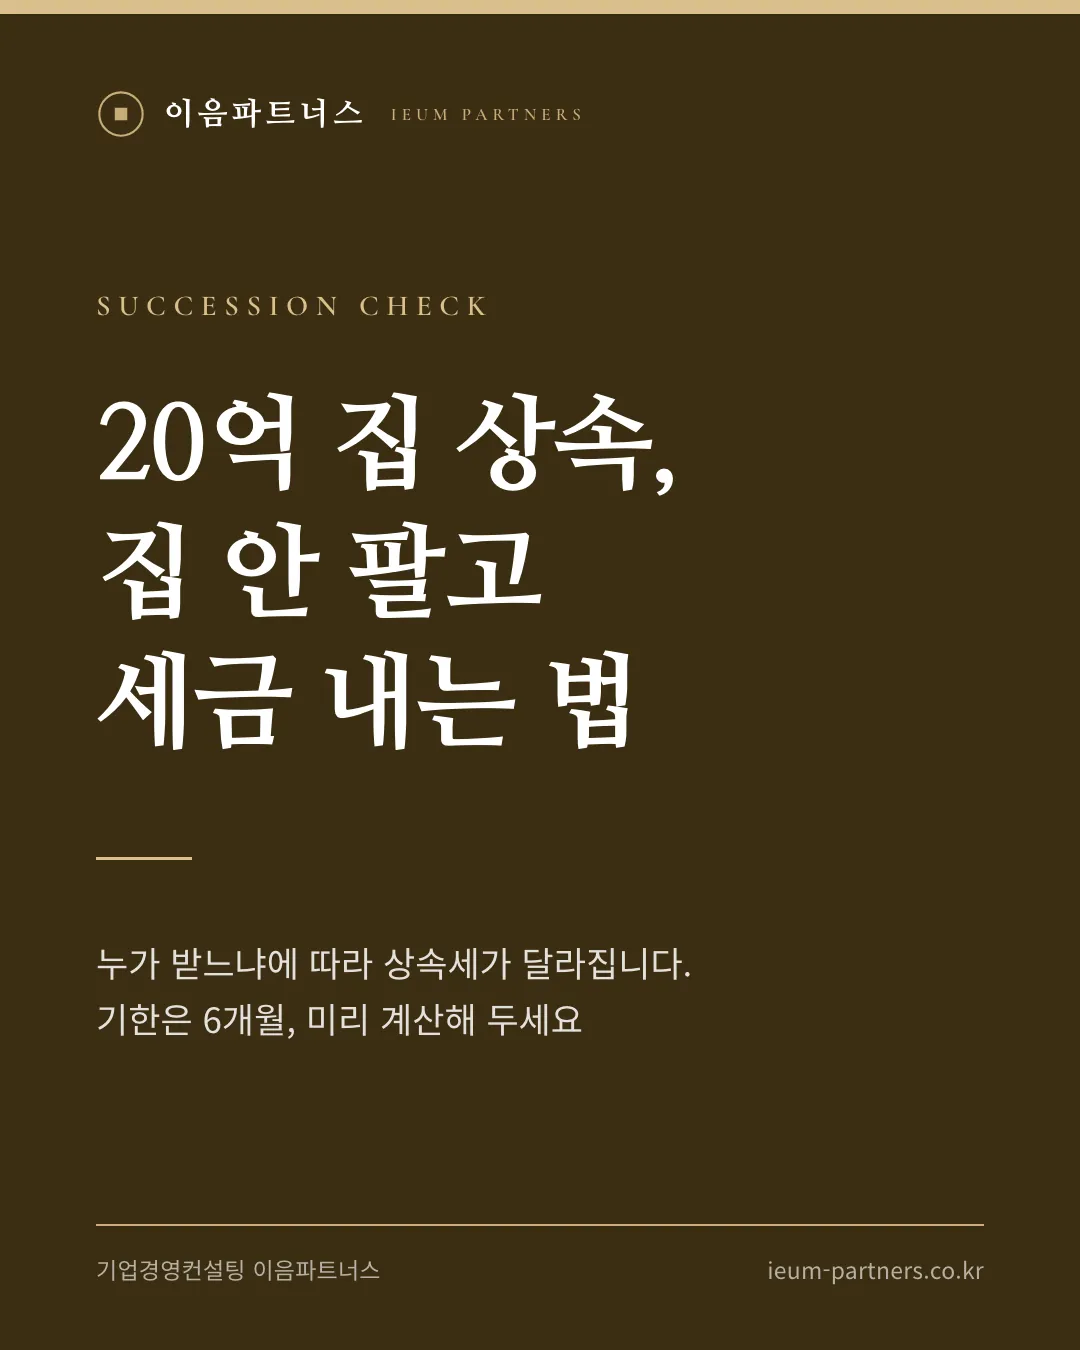 이음파트너스 IEUM PARTNERS
SUCCESSION CHECK
20억 집 상속,
집 안 팔고
세금 내는 법
누가 받느냐에 따라 상속세가 달라집니다.
기한은 6개월, 미리 계산해 두세요
기업경영컨설팅 이음파트너스 ieum-partners.co.kr